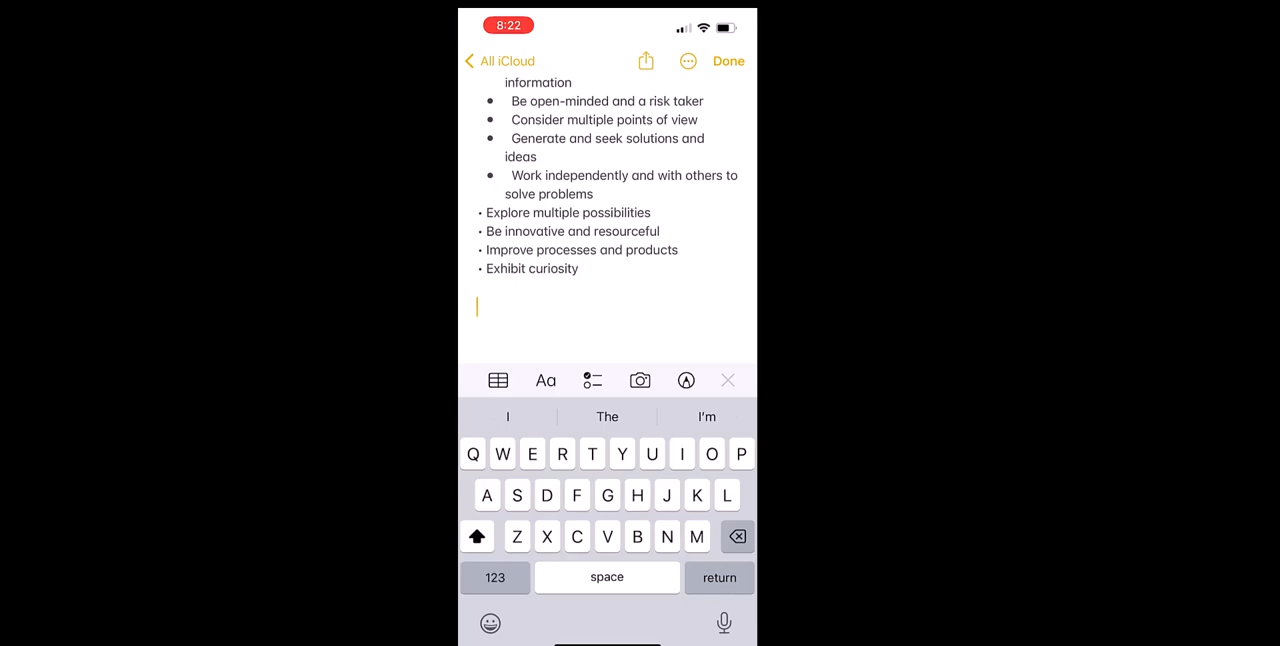 8:22
All iCloud
Done
information
● Be open-minded and a risk taker
● Consider multiple points of view
● Generate and seek solutions and
ideas
● Work independently and with others to
solve problems
• Explore multiple possibilities
• Be innovative and resourceful
• Improve processes and products
• Exhibit curiosity
Aa
I The I'm
Q W E R T Y U I O P
A S D F G H J K L
Z X C V B N M
123 space return